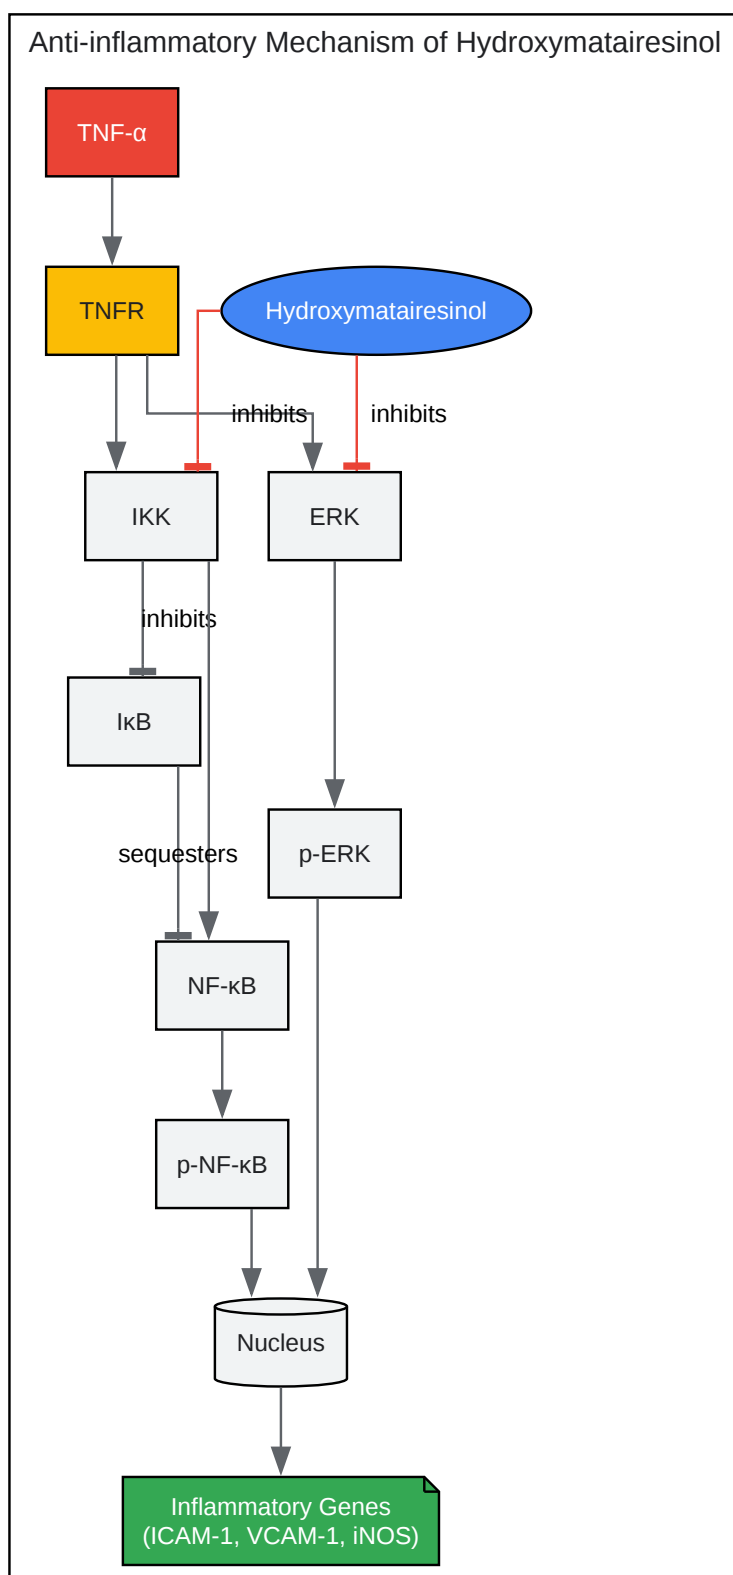 Anti-inflammatory Mechanism of Hydroxymatairesinol
TNF-α
TNFR
Hydroxymatairesinol
inhibits
inhibits
IKK
ERK
inhibits
IκB
sequesters
p-ERK
NF-κB
p-NF-κB
Nucleus
Inflammatory Genes
(ICAM-1, VCAM-1, iNOS)